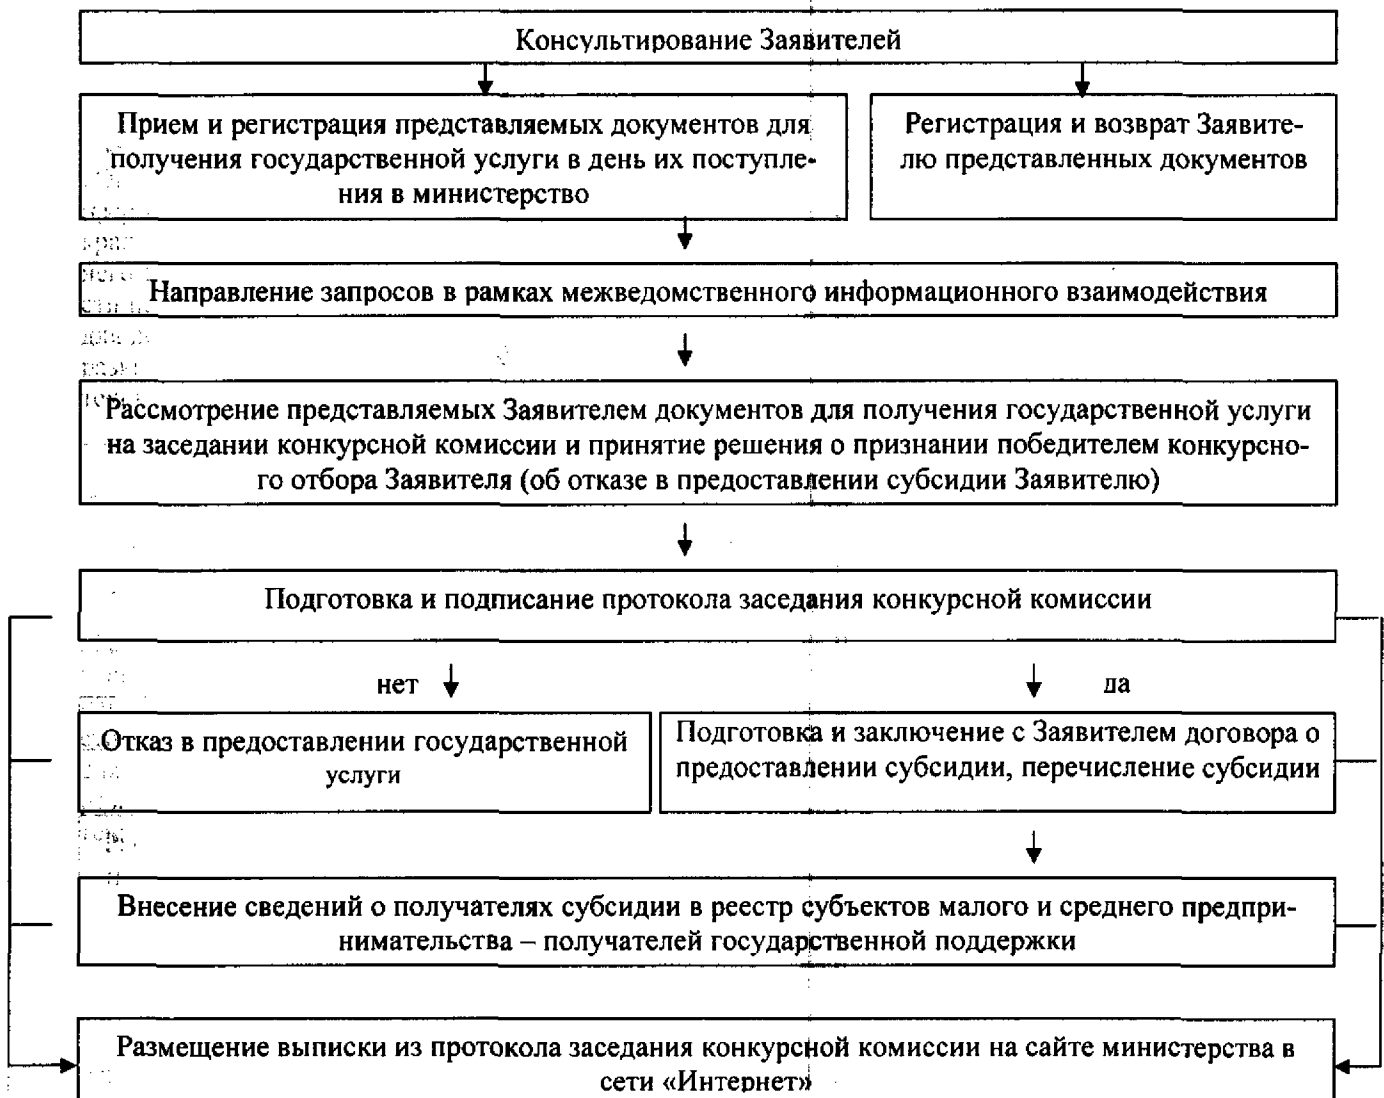 Консультирование Заявителей
Прием и регистрация представляемых документов для
получения государственной услуги в день их поступле-
ния в министерство
Регистрация и возврат Заявите-
лю представленных документов
Направление запросов в рамках межведомственного информационного взаимодействия
Рассмотрение представляемых Заявителем документов для получения государственной услуги
на заседании конкурсной комиссии и принятие решения о признании победителем конкурсно-
го отбора Заявителя (об отказе в предоставлении субсидии Заявителю)
Подготовка и подписание протокола заседания конкурсной комиссии
нет
да
Отказ в предоставлении государственной
услуги
Подготовка и заключение с Заявителем договора о
предоставлении субсидии, перечисление субсидии
Внесение сведений о получателях субсидии в реестр субъектов малого и среднего предпри-
нимательства – получателей государственной поддержки
Размещение выписки из протокола заседания конкурсной комиссии на сайте министерства в
сети «Интернет»